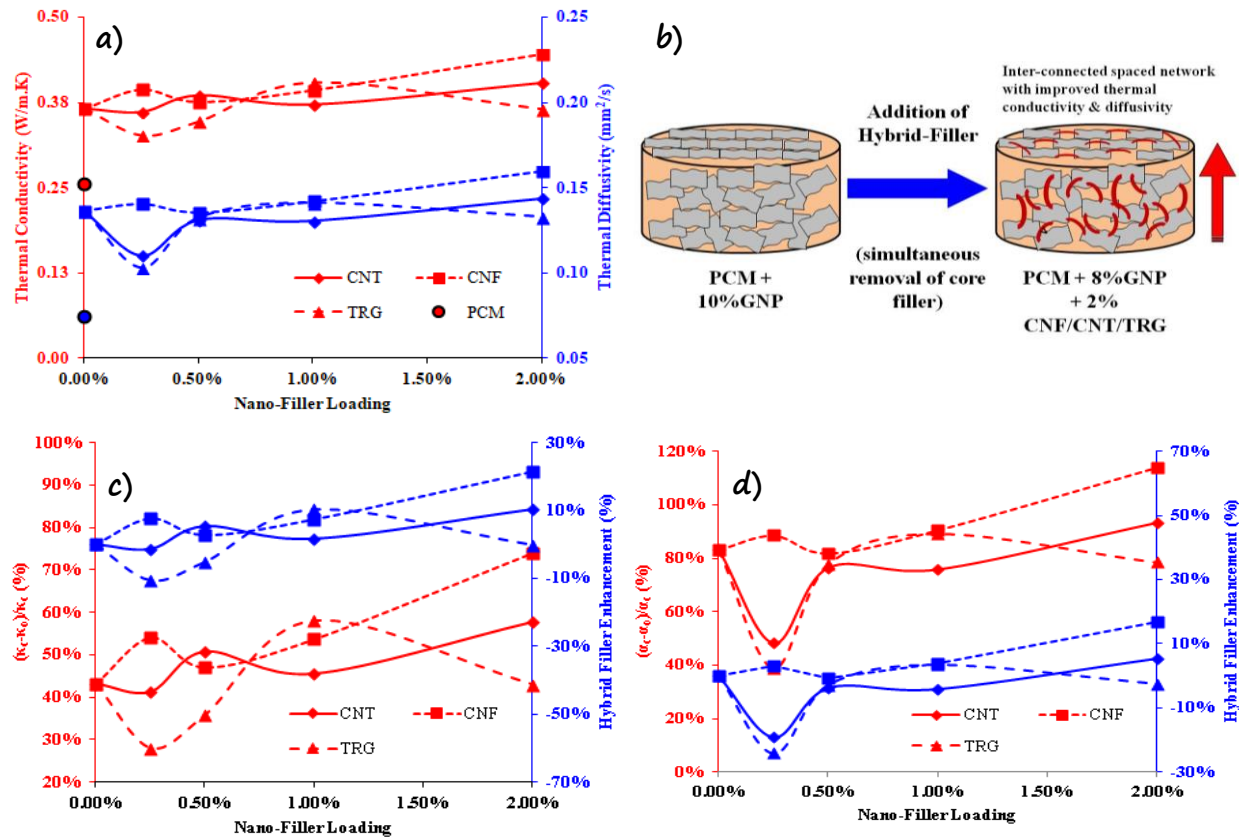 a)
0.50
0.38
0.25
0.13
0.00
Thermal Conductivity (W/m.K)
0.25
0.20
0.15
0.10
0.05
Thermal Diffusivity (mm²/s)
CNT
CNF
TRG
PCM
0.00%
0.50%
1.00%
1.50%
2.00%
Nano-Filler Loading
b)
Addition of
Hybrid-Filler
(simultaneous
removal of core
filler)
PCM +
10%GNP
Inter-connected spaced network
with improved thermal
conductivity & diffusivity
PCM + 8%GNP
+ 2%
CNF/CNT/TRG
c)
100%
90%
80%
70%
60%
50%
40%
30%
20%
(κc-κ0)/κc (%)
30%
10%
-10%
-30%
-50%
-70%
Hybrid Filler Enhancement (%)
CNT
CNF
TRG
0.00%
0.50%
1.00%
1.50%
2.00%
Nano-Filler Loading
d)
120%
100%
80%
60%
40%
20%
0%
(αc-α0)/αc (%)
70%
50%
30%
10%
-10%
-30%
Hybrid Filler Enhancement (%)
CNT
CNF
TRG
0.00%
0.50%
1.00%
1.50%
2.00%
Nano-Filler Loading